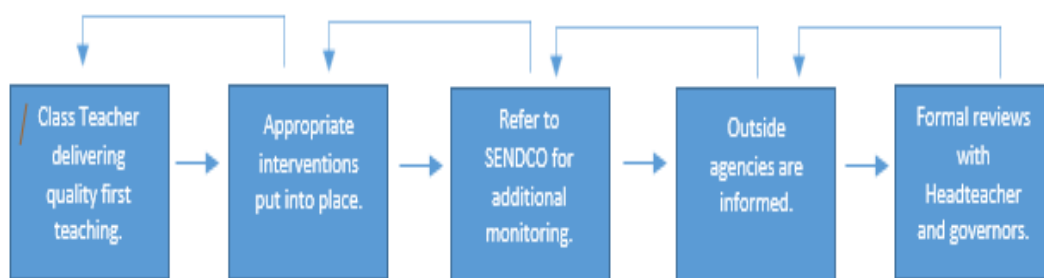 Class Teacher
delivering
quality first
teaching.
Appropriate
interventions
put into place.
Refer to
SENDCO for
additional
monitoring.
Outside
agencies are
informed.
Formal reviews
with
Headteacher
and governors.